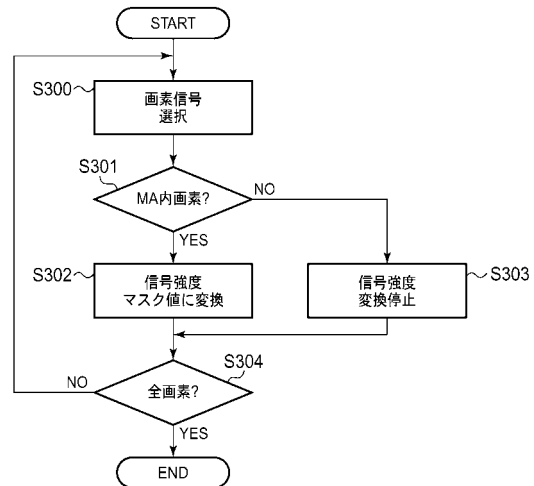 START
S300
画素信号
選択
S301
MA内画素?
NO
YES
S302
信号強度
マスク値に変換
信号強度
変換停止
S303
S304
全画素?
NO
YES
END